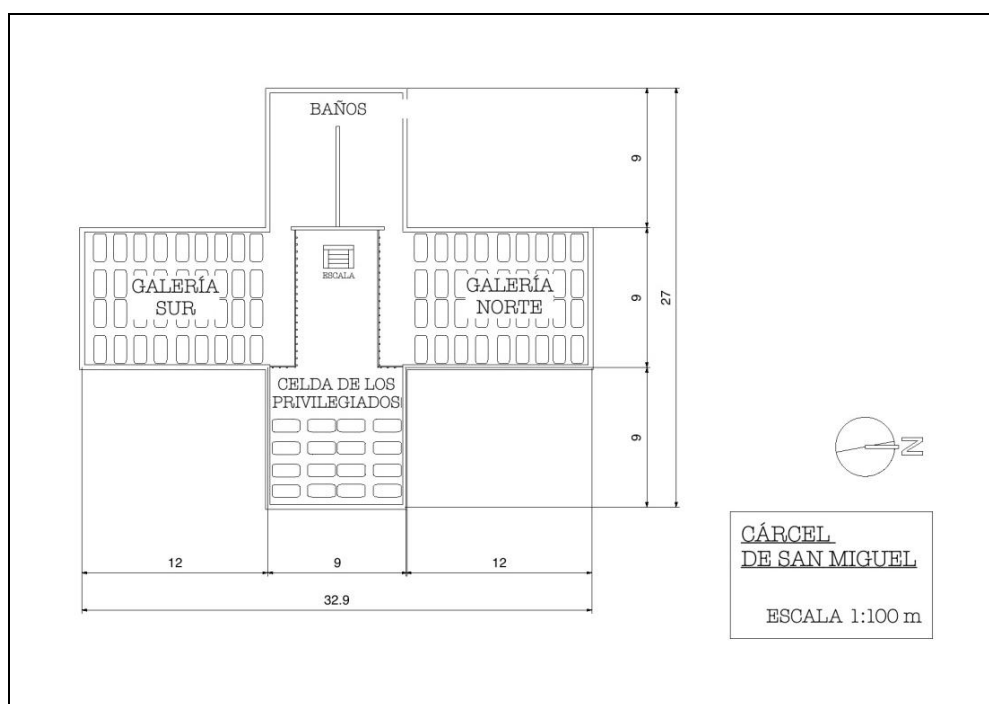 BAÑOS
9
GALERÍA
SUR
ESCALA
GALERÍA
NORTE
9
27
CELDA DE LOS
PRIVILEGIADOS
9
N
12
9
12
32.9
CÁRCEL
DE SAN MIGUEL
ESCALA 1:100 m